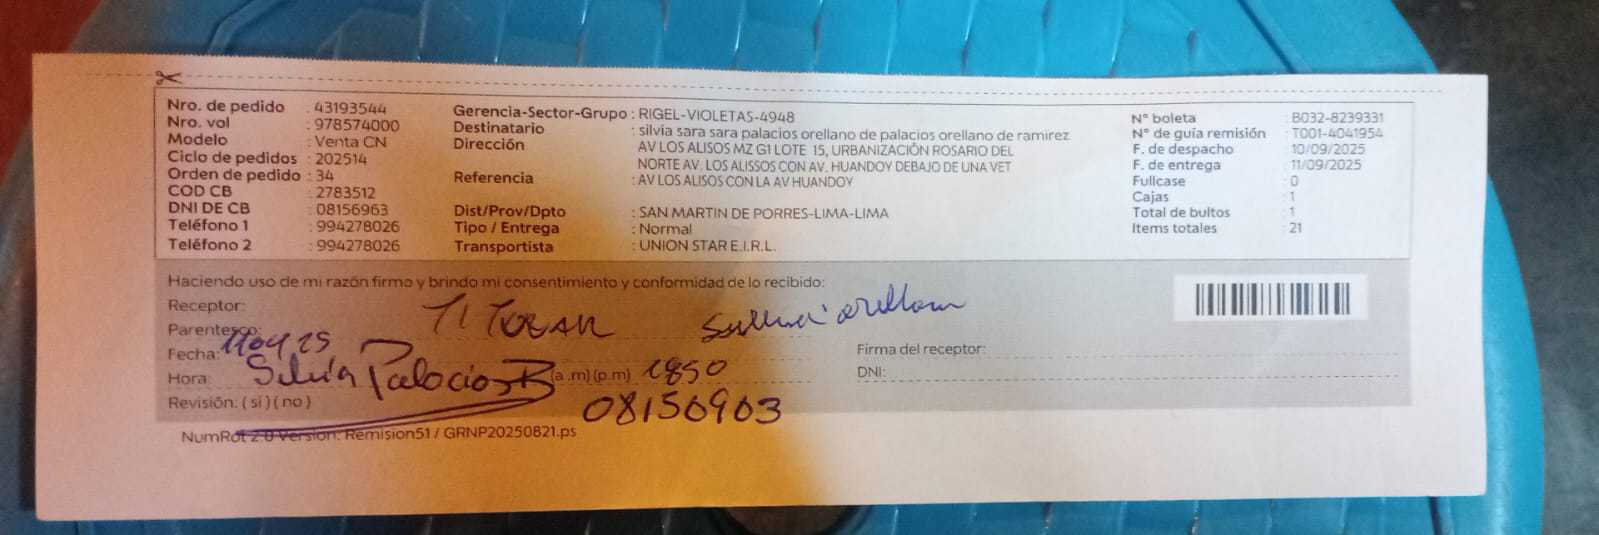 Nro. de pedido : 43193544
Nro. vol : 978574000
Modelo : Venta CN
Ciclo de pedidos : 202514
Orden de pedido : 34
COD CB : 2783512
DNI DE CB : 08156963
Teléfono 1 : 994278026
Teléfono 2 : 994278026
Gerencia-Sector-Grupo : RIGEL-VIOLETAS-4948
Destinatario : silvia sara sara palacios orellano de palacios orellano de ramirez
Dirección : AV LOS ALISOS MZ G1 LOTE 15, URBANIZACIÓN ROSARIO DEL
NORTE AV. LOS ALISSOS CON AV. HUANDOY DEBAJO DE UNA VET
Referencia : AV LOS ALISOS CON LA AV HUANDOY
Dist/Prov/Dpto : SAN MARTIN DE PORRES-LIMA-LIMA
Tipo / Entrega : Normal
Transportista : UNION STAR E.I.R.L.
N° boleta : B032-8239331
N° de guía remisión : T001-4041954
F. de despacho : 10/09/2025
F. de entrega : 11/09/2025
Fullcase : 0
Cajas : 1
Total de bultos : 1
Items totales : 21
Haciendo uso de mi razón firmo y brindo mi consentimiento y conformidad de lo recibido:
Receptor: TITULAR
Parentesco:
Fecha:
Hora: Silvia Palacios (a .m) (p.m) 1850
Revisión: ( si ) ( no ) 08156963
Firma del receptor:
DNI:
NumRot 2.0 Version: Remision51 / GRNP20250821.ps